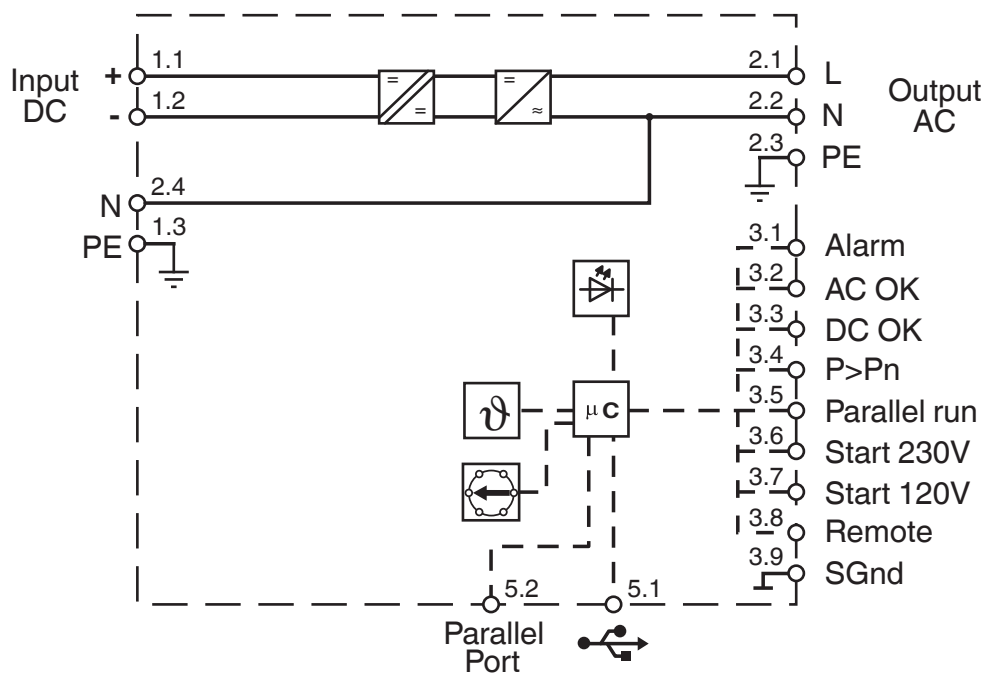 Input
DC
+ 1.1
- 1.2
2.1 L
2.2 N
Output
AC
2.3 PE
N 2.4
PE 1.3
3.1 Alarm
3.2 AC OK
3.3 DC OK
3.4 P>Pn
3.5 Parallel run
3.6 Start 230V
3.7 Start 120V
3.8 Remote
3.9 SGnd
= =
= ≈
ϑ
µC
5.2
5.1
Parallel
Port